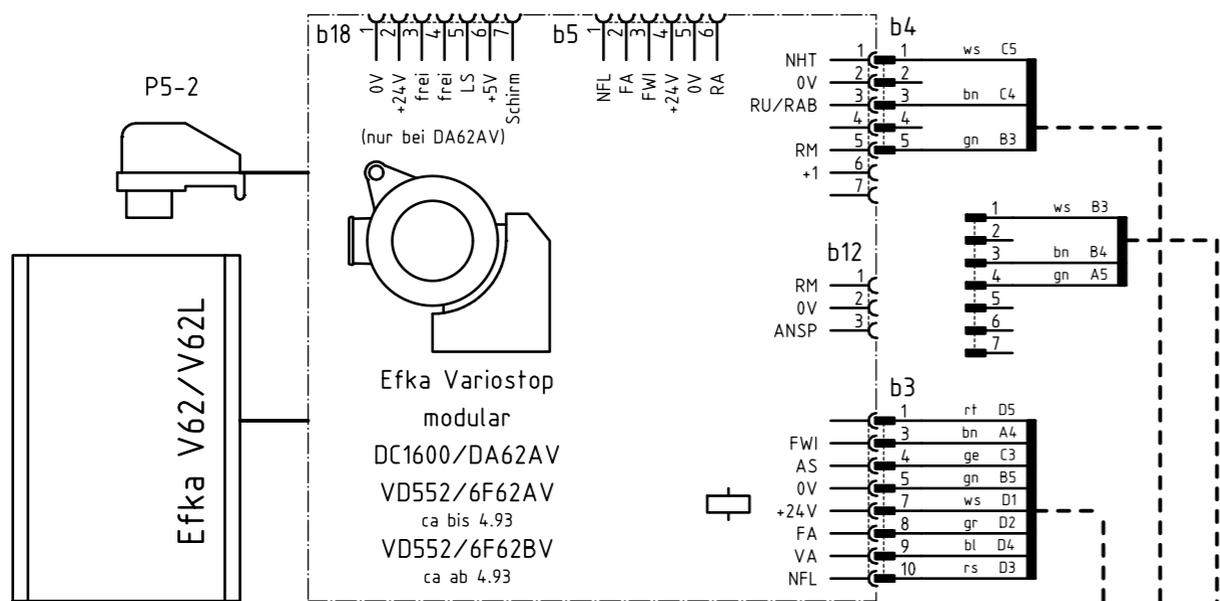 b18
1
2
3
4
5
6
7
0V
+24V
frei
frei
LS
+5V
Schirm
(nur bei DA62AV)
b5
1
2
3
4
5
6
NFL
FA
FWI
+24V
0V
RA
P5-2
Efka V62/V62L
Efka Variostop
modular
DC1600/DA62AV
VD552/6F62AV
ca bis 4.93
VD552/6F62BV
ca ab 4.93
b4
NHT 1 1 ws C5
0V 2 2
RU/RAB 3 3 bn C4
4 4
RM 5 5 gn B3
+1 6
7
1 ws B3
2
3 bn B4
4 gn A5
5
6
7
b12
RM 1
0V 2
ANSP 3
b3
1 rt D5
FWI 3 bn A4
AS 4 ge C3
0V 5 gn B5
+24V 7 ws D1
FA 8 gr D2
VA 9 bl D4
NFL 10 rs D3